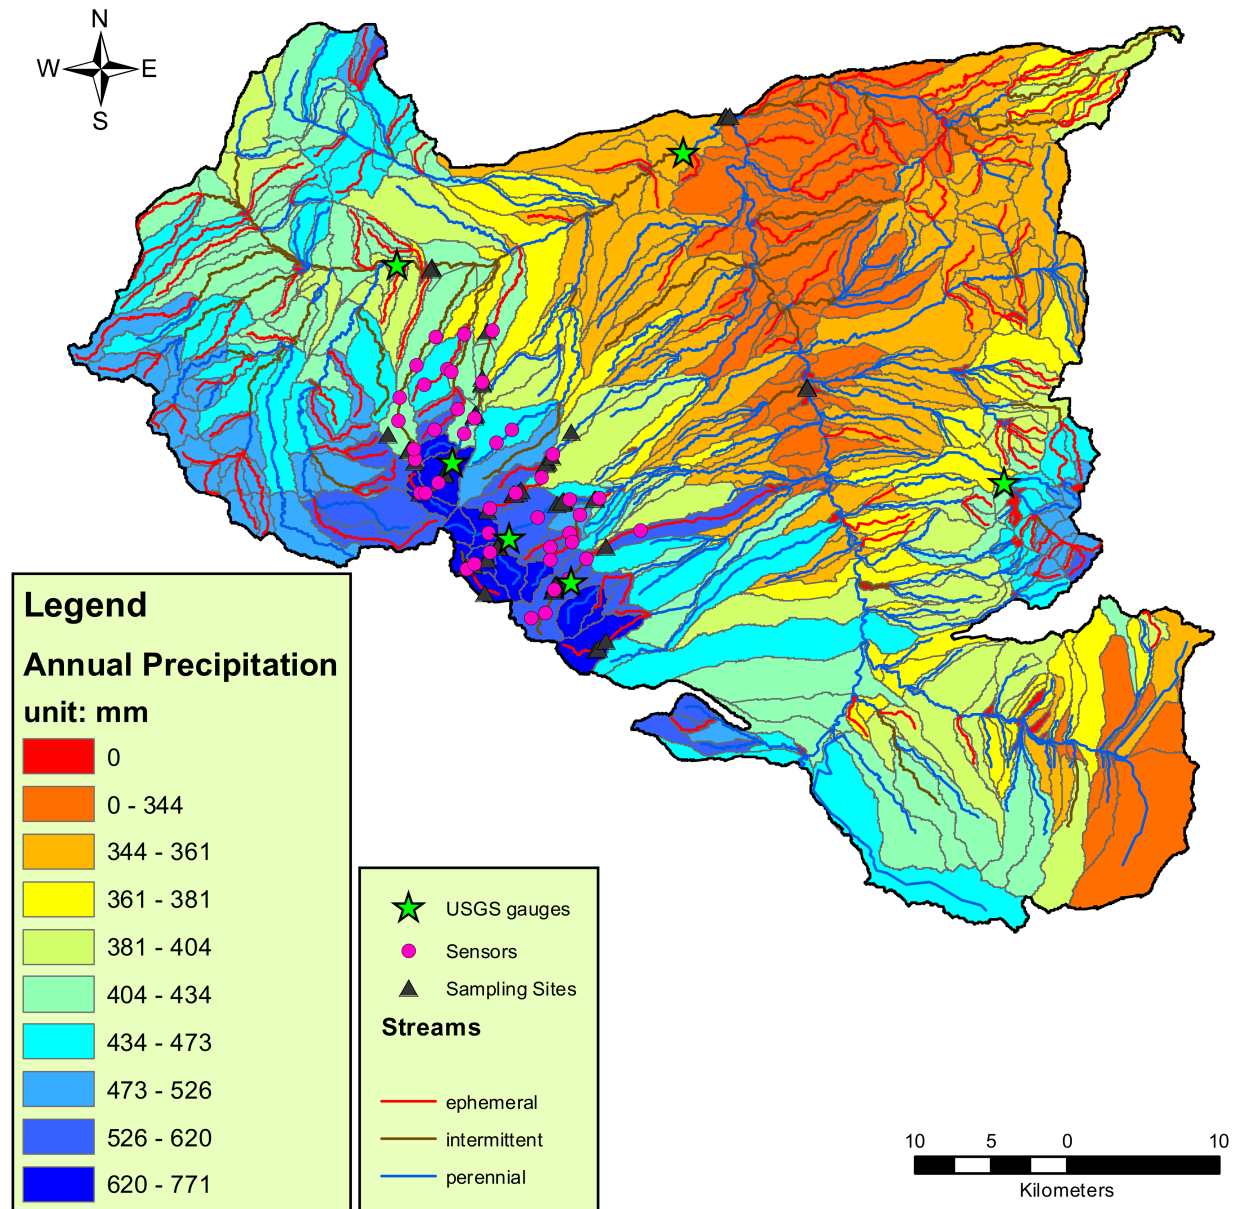 N
W E
S
Legend
Annual Precipitation
unit: mm
0
0 - 344
344 - 361
361 - 381
381 - 404
404 - 434
434 - 473
473 - 526
526 - 620
620 - 771
USGS gauges
Sensors
Sampling Sites
Streams
ephemeral
intermittent
perennial
10 5 0 10
Kilometers